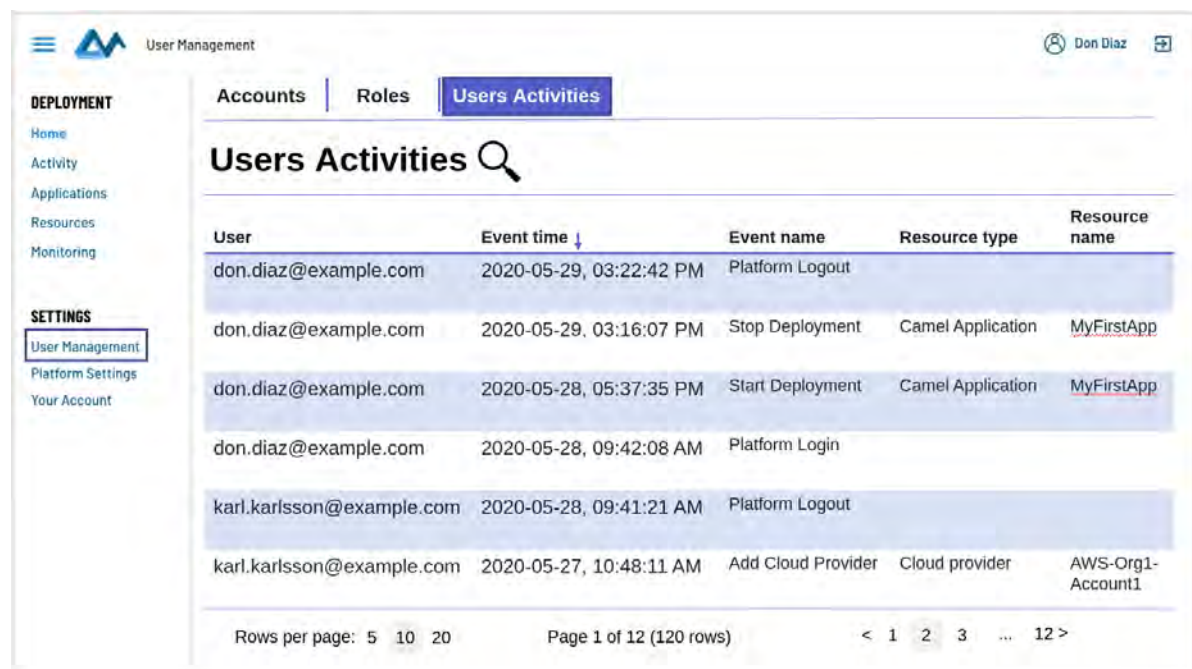 User Management
Don Diaz
DEPLOYMENT
Home
Activity
Applications
Resources
Monitoring
SETTINGS
User Management
Platform Settings
Your Account
Accounts Roles Users Activities
Users Activities
User Event time Event name Resource type Resource name
don.diaz@example.com 2020-05-29, 03:22:42 PM Platform Logout
don.diaz@example.com 2020-05-29, 03:16:07 PM Stop Deployment Camel Application MyFirstApp
don.diaz@example.com 2020-05-28, 05:37:35 PM Start Deployment Camel Application MyFirstApp
don.diaz@example.com 2020-05-28, 09:42:08 AM Platform Login
karl.karlsson@example.com 2020-05-28, 09:41:21 AM Platform Logout
karl.karlsson@example.com 2020-05-27, 10:48:11 AM Add Cloud Provider Cloud provider AWS-Org1-
Account1
Rows per page: 5 10 20 Page 1 of 12 (120 rows) < 1 2 3 ... 12 >